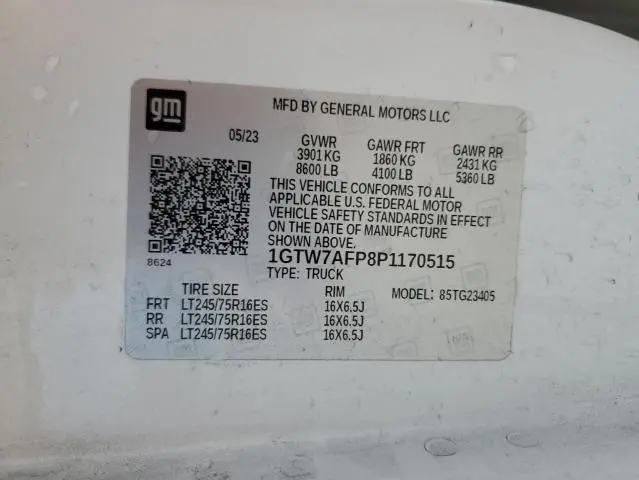 gm
MFD BY GENERAL MOTORS LLC
05/23 GVWR GAWR FRT GAWR RR
3901 KG 1860 KG 2431 KG
8600 LB 4100 LB 5360 LB
THIS VEHICLE CONFORMS TO ALL
APPLICABLE U.S. FEDERAL MOTOR
VEHICLE SAFETY STANDARDS IN EFFECT
ON THE DATE OF MANUFACTURE
SHOWN ABOVE.
8624
1GTW7AFP8P1170515
TYPE: TRUCK
TIRE SIZE RIM MODEL: 85TG23405
FRT LT245/75R16ES 16X6.5J
RR LT245/75R16ES 16X6.5J
SPA LT245/75R16ES 16X6.5J